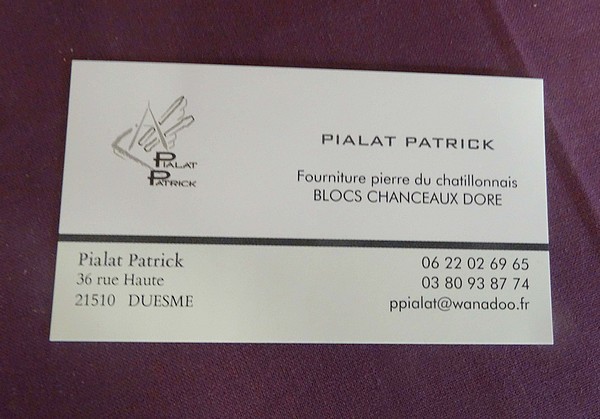 PIALAT
PATRICK
PIALAT PATRICK
Fourniture pierre du chatillonnais
BLOCS CHANCEAUX DORE
Pialat Patrick
36 rue Haute
21510 DUESME
06 22 02 69 65
03 80 93 87 74
ppialat@wanadoo.fr